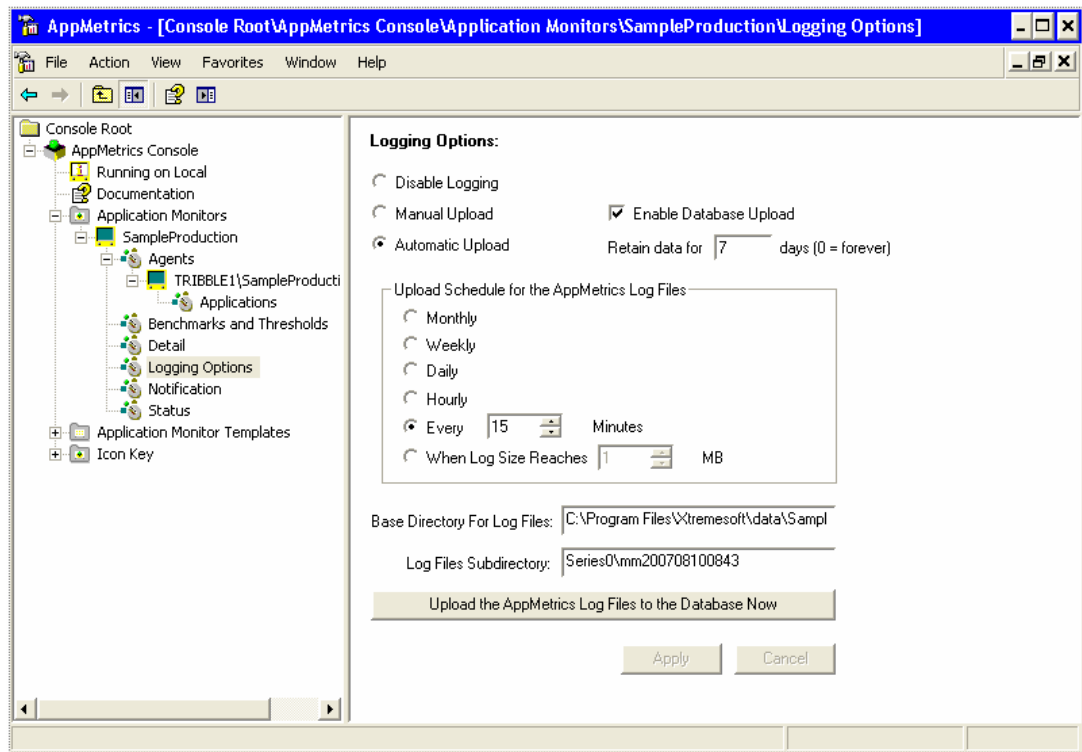 AppMetrics - [Console Root\AppMetrics Console\Application Monitors\SampleProduction\Logging Options]
File Action View Favorites Window Help
Console Root
AppMetrics Console
Running on Local
Documentation
Application Monitors
SampleProduction
Agents
TRIBBLE1\SampleProducti
Applications
Benchmarks and Thresholds
Detail
Logging Options
Notification
Status
Application Monitor Templates
Icon Key
Logging Options:
Disable Logging
Manual Upload
Enable Database Upload
Automatic Upload
Retain data for 7 days (0 = forever)
Upload Schedule for the AppMetrics Log Files
Monthly
Weekly
Daily
Hourly
Every 15 Minutes
When Log Size Reaches 1 MB
Base Directory For Log Files: C:\Program Files\Xtremesoft\data\Sampl
Log Files Subdirectory: Series0\mm200708100843
Upload the AppMetrics Log Files to the Database Now
Apply Cancel